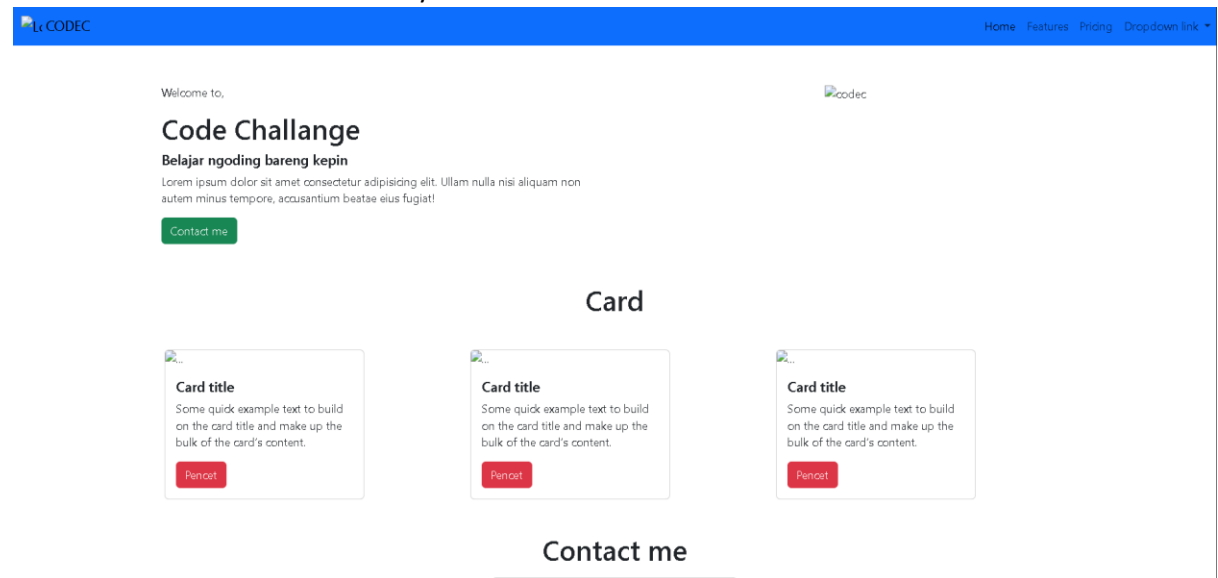 CODEC
Home Features Pricing Dropdown link
Welcome to,
codec
Code Challange
Belajar ngoding bareng kepin
Lorem ipsum dolor sit amet consectetur adipisicing elit. Ullam nulla nisi aliquam non
autem minus tempore, accusantium beatae eius fugiat!
Contact me
Card
...
Card title
Some quick example text to build
on the card title and make up the
bulk of the card's content.
Pencet
...
Card title
Some quick example text to build
on the card title and make up the
bulk of the card's content.
Pencet
...
Card title
Some quick example text to build
on the card title and make up the
bulk of the card's content.
Pencet
Contact me